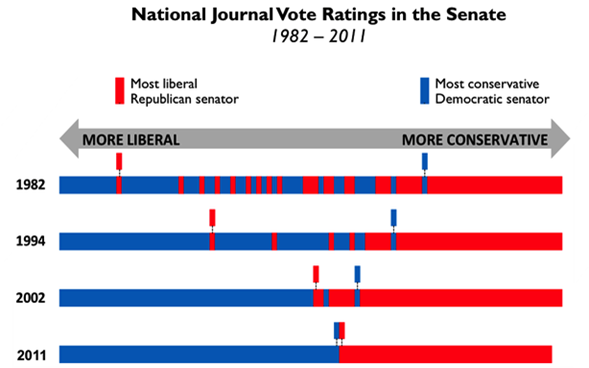 National Journal Vote Ratings in the Senate
1982 – 2011
Most liberal
Republican senator
Most conservative
Democratic senator
MORE LIBERAL
MORE CONSERVATIVE
1982
1994
2002
2011